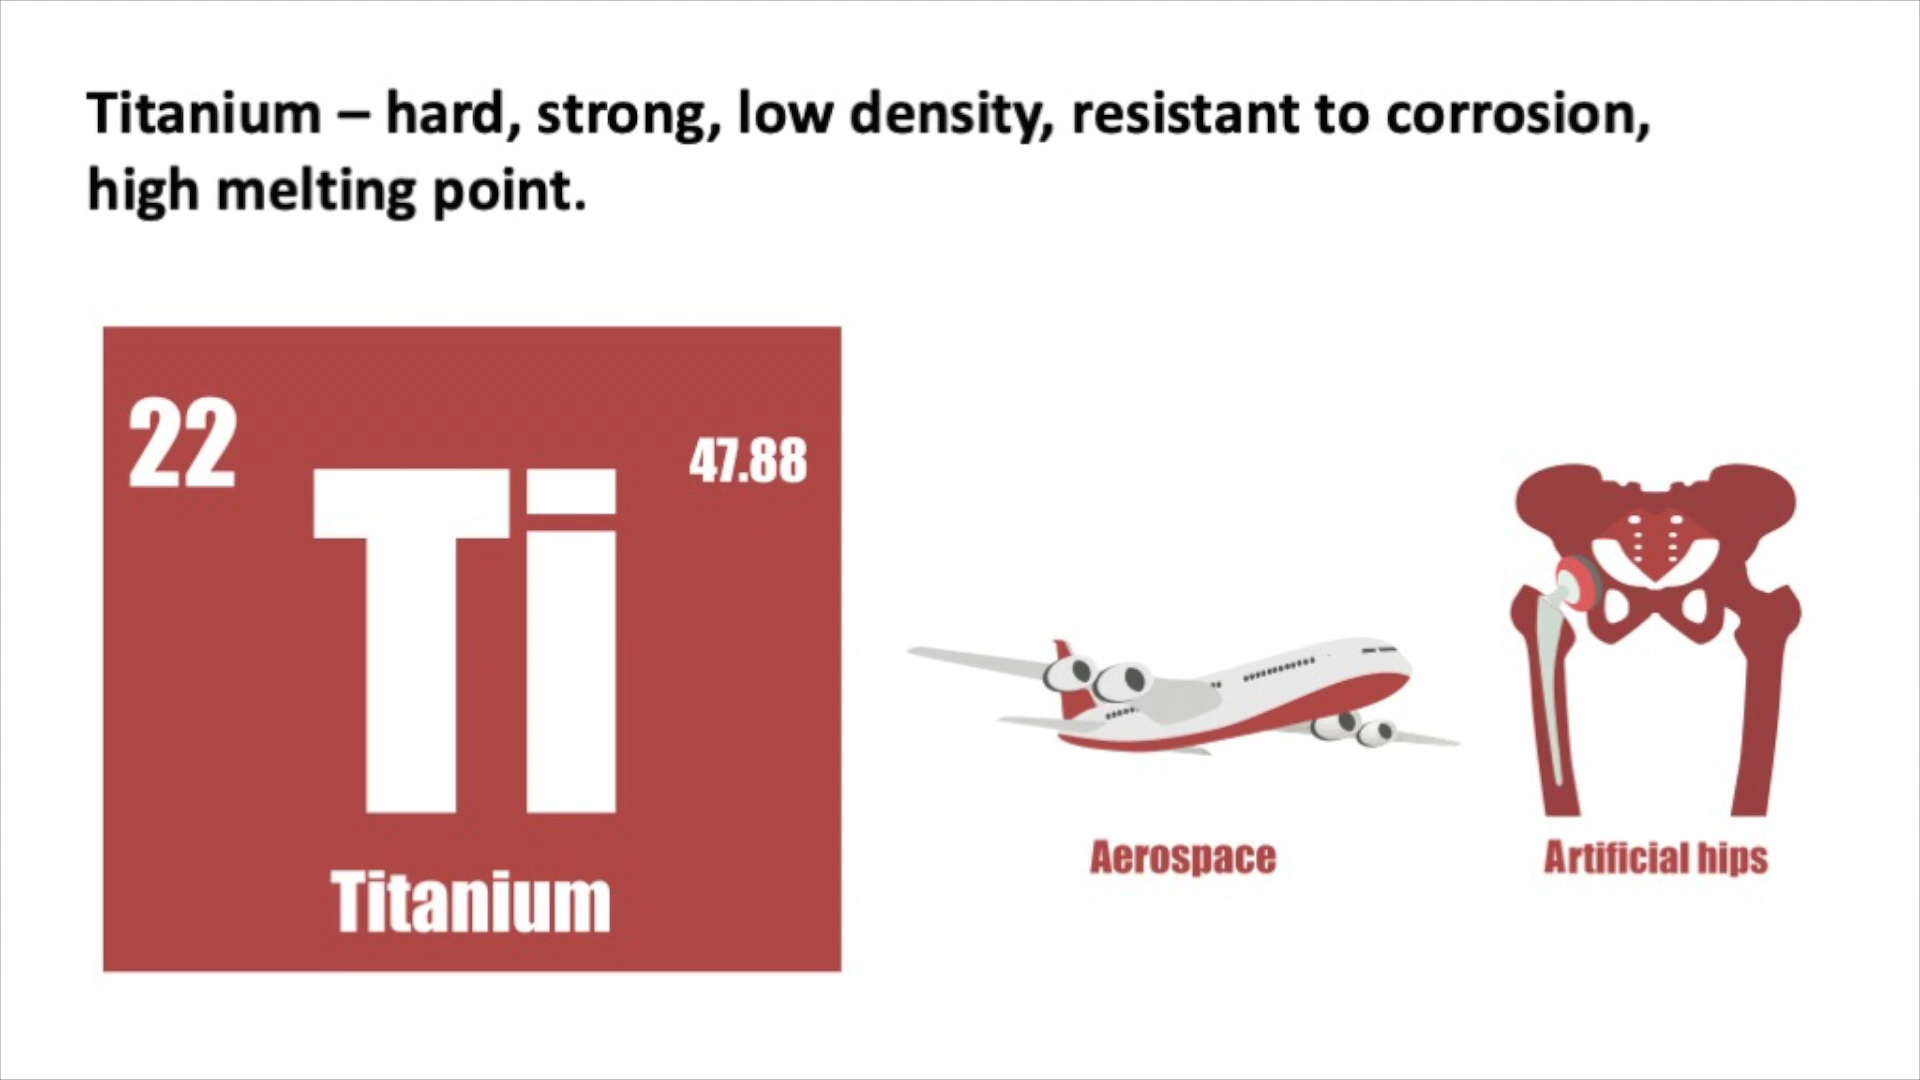 Titanium – hard, strong, low density, resistant to corrosion,
high melting point.
22
47.88
Ti
Titanium
Aerospace
Artificial hips